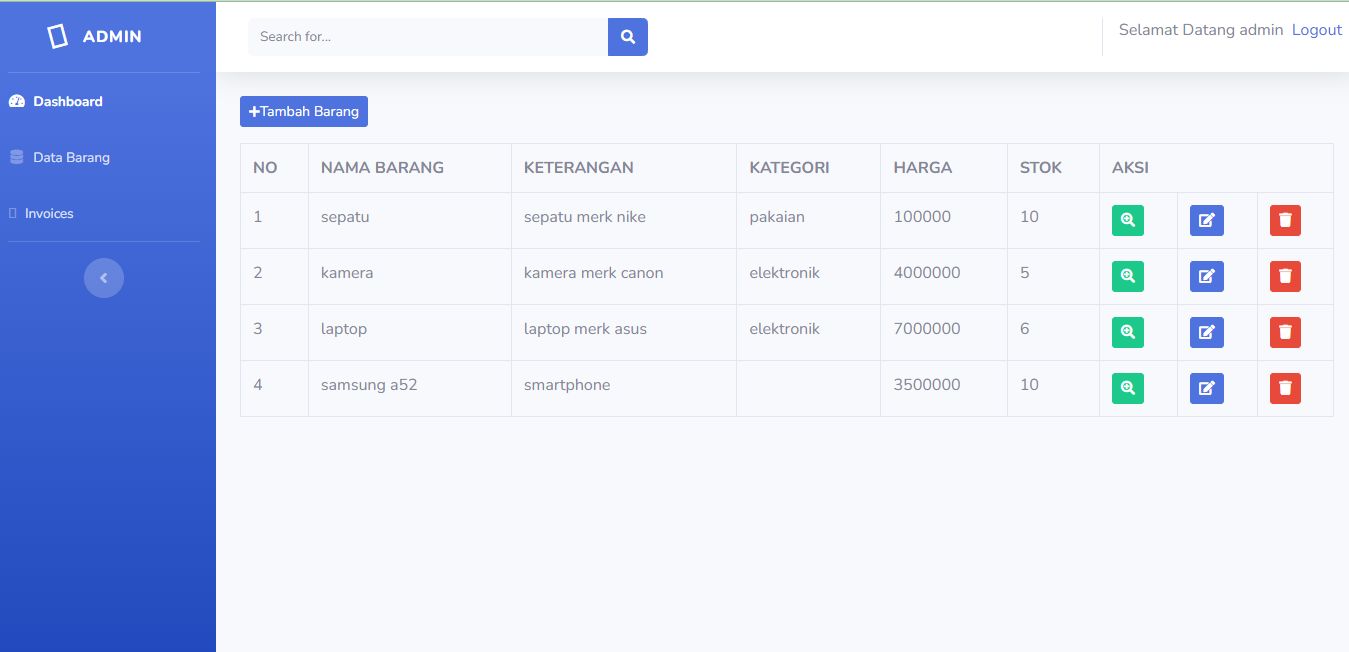 ADMIN
Search for...
Selamat Datang admin Logout
Dashboard
Data Barang
Invoices
Tambah Barang
NO NAMA BARANG KETERANGAN KATEGORI HARGA STOK AKSI
1 sepatu sepatu merk nike pakaian 100000 10
2 kamera kamera merk canon elektronik 4000000 5
3 laptop laptop merk asus elektronik 7000000 6
4 samsung a52 smartphone 3500000 10